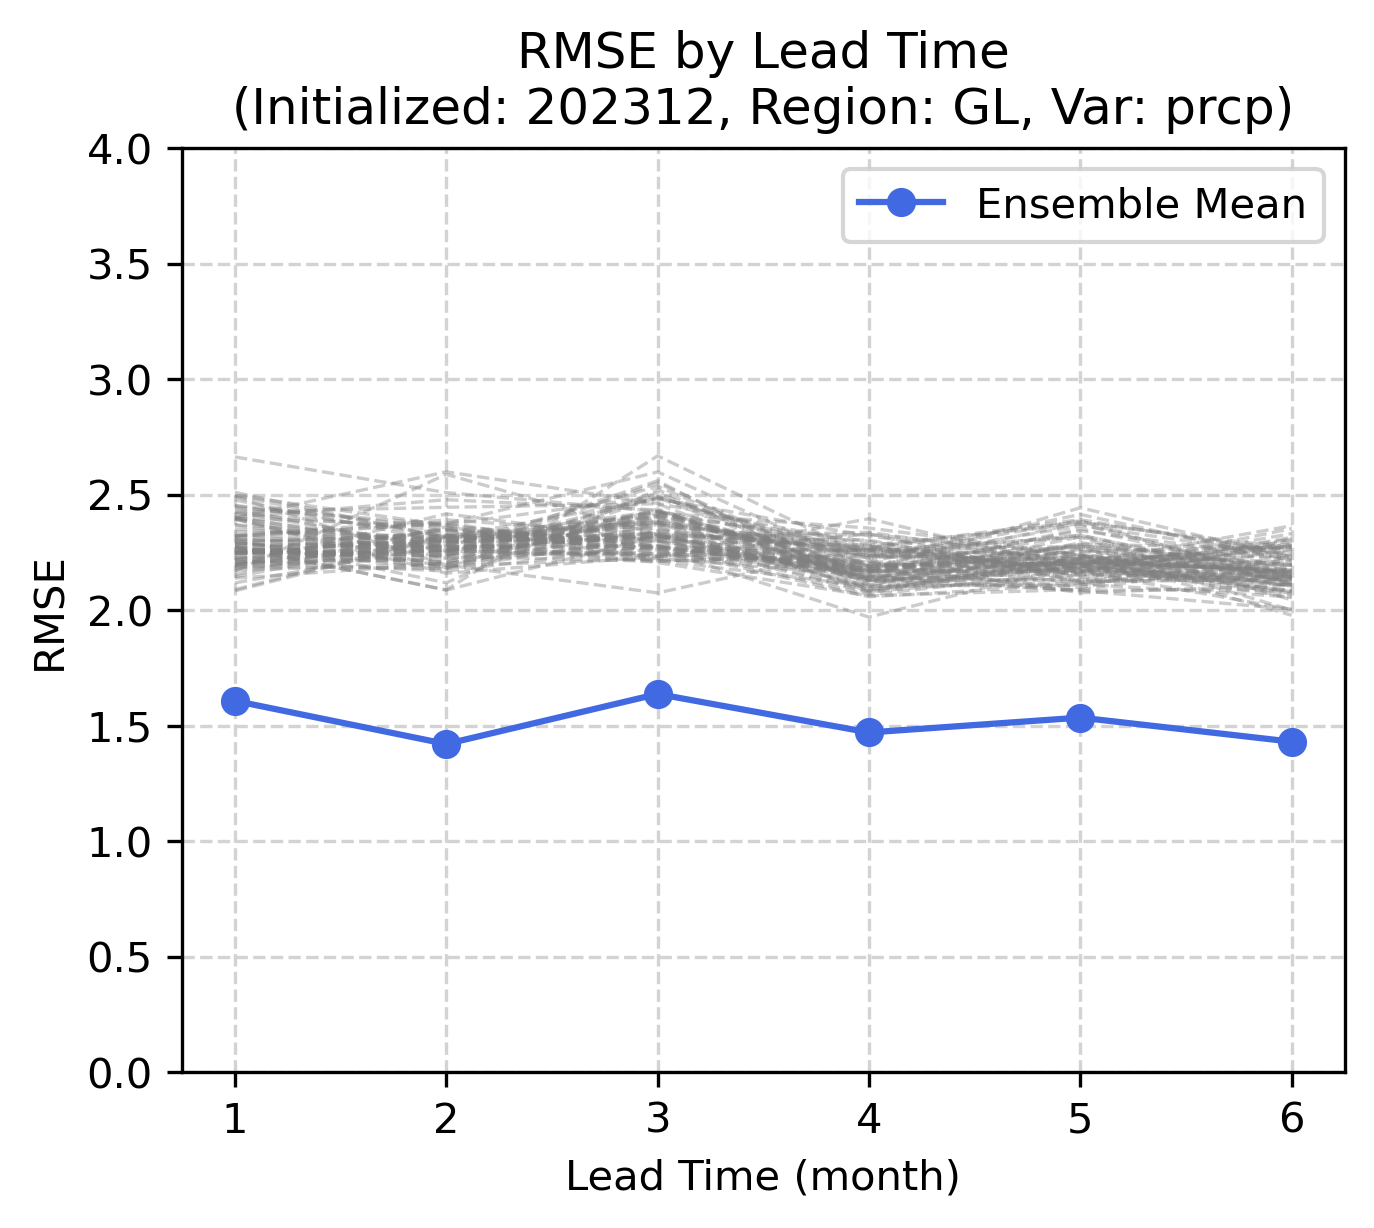 RMSE by Lead Time
(Initialized: 202312, Region: GL, Var: prcp)
4.0
3.5
3.0
2.5
2.0
1.5
1.0
0.5
0.0
RMSE
Ensemble Mean
1 2 3 4 5 6
Lead Time (month)